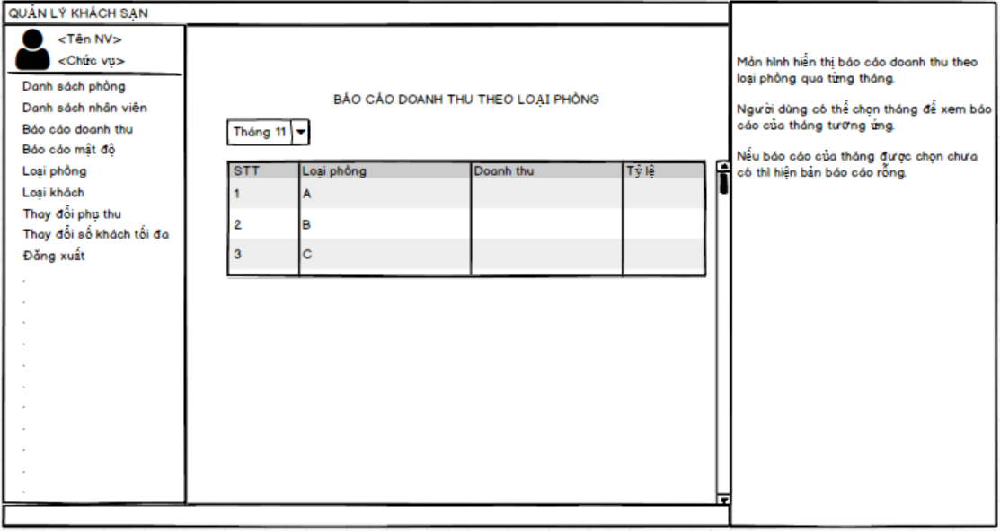 QUẢN LÝ KHÁCH SẠN
<Tên NV>
<Chức vụ>
Danh sách phòng
Danh sách nhân viên
Báo cáo doanh thu
Báo cáo mật độ
Loại phòng
Loại khách
Thay đổi phụ thu
Thay đổi số khách tối đa
Đăng xuất
.
.
.
.
.
.
.
.
.
.
.
BÁO CÁO DOANH THU THEO LOẠI PHÒNG
Tháng 11
STT Loại phòng Doanh thu Tỷ lệ
1 A
2 B
3 C
Màn hình hiển thị báo cáo doanh thu theo
loại phòng qua từng tháng.
Người dùng có thể chọn tháng để xem báo
cáo của tháng tương ứng.
Nếu báo cáo của tháng được chọn chưa
có thì hiện bản báo cáo rỗng.